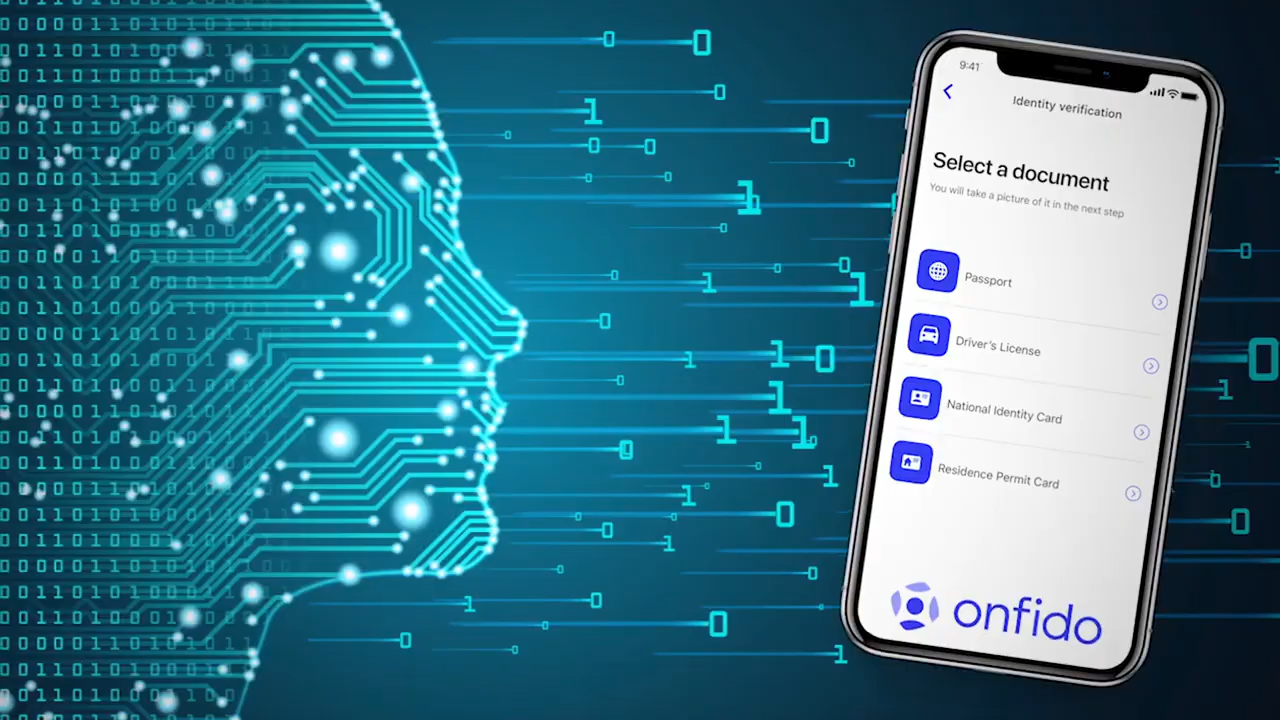 9:41
Identity verification
Select a document
You will take a picture of it in the next step
Passport
Driver's License
National Identity Card
Residence Permit Card
onfido